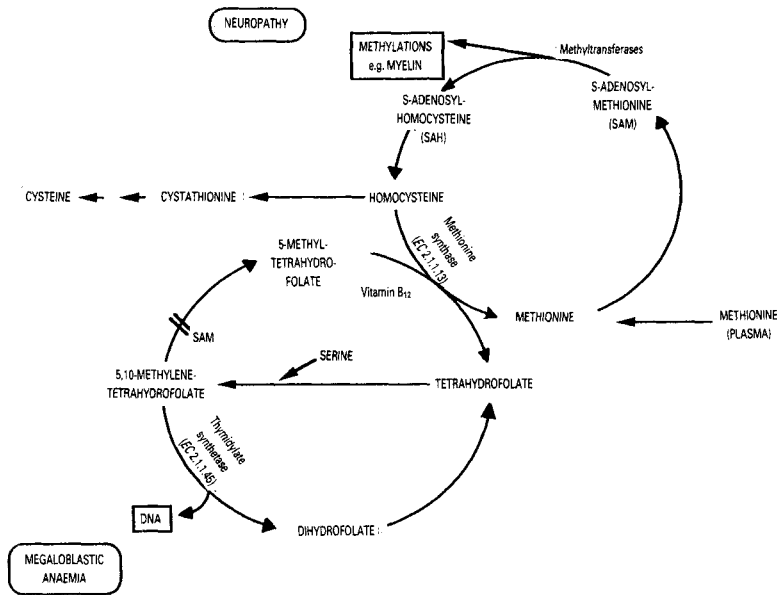 NEUROPATHY
METHYLATIONS
e.g. MYELIN
Methyltransferases
S-ADENOSYL-
HOMOCYSTEINE
(SAH)
S-ADENOSYL-
METHIONINE
(SAM)
CYSTEINE
CYSTATHIONINE
HOMOCYSTEINE
Methionine
synthase
(EC 2.1.1.13)
5-METHYL-
TETRAHYDRO-
FOLATE
Vitamin B₁₂
METHIONINE
METHIONINE
(PLASMA)
SAM
SERINE
5,10-METHYLENE-
TETRAHYDROFOLATE
TETRAHYDROFOLATE
Thymidylate
synthetase
(EC 2.1.1.45)
DNA
DIHYDROFOLATE
MEGALOBLASTIC
ANAEMIA